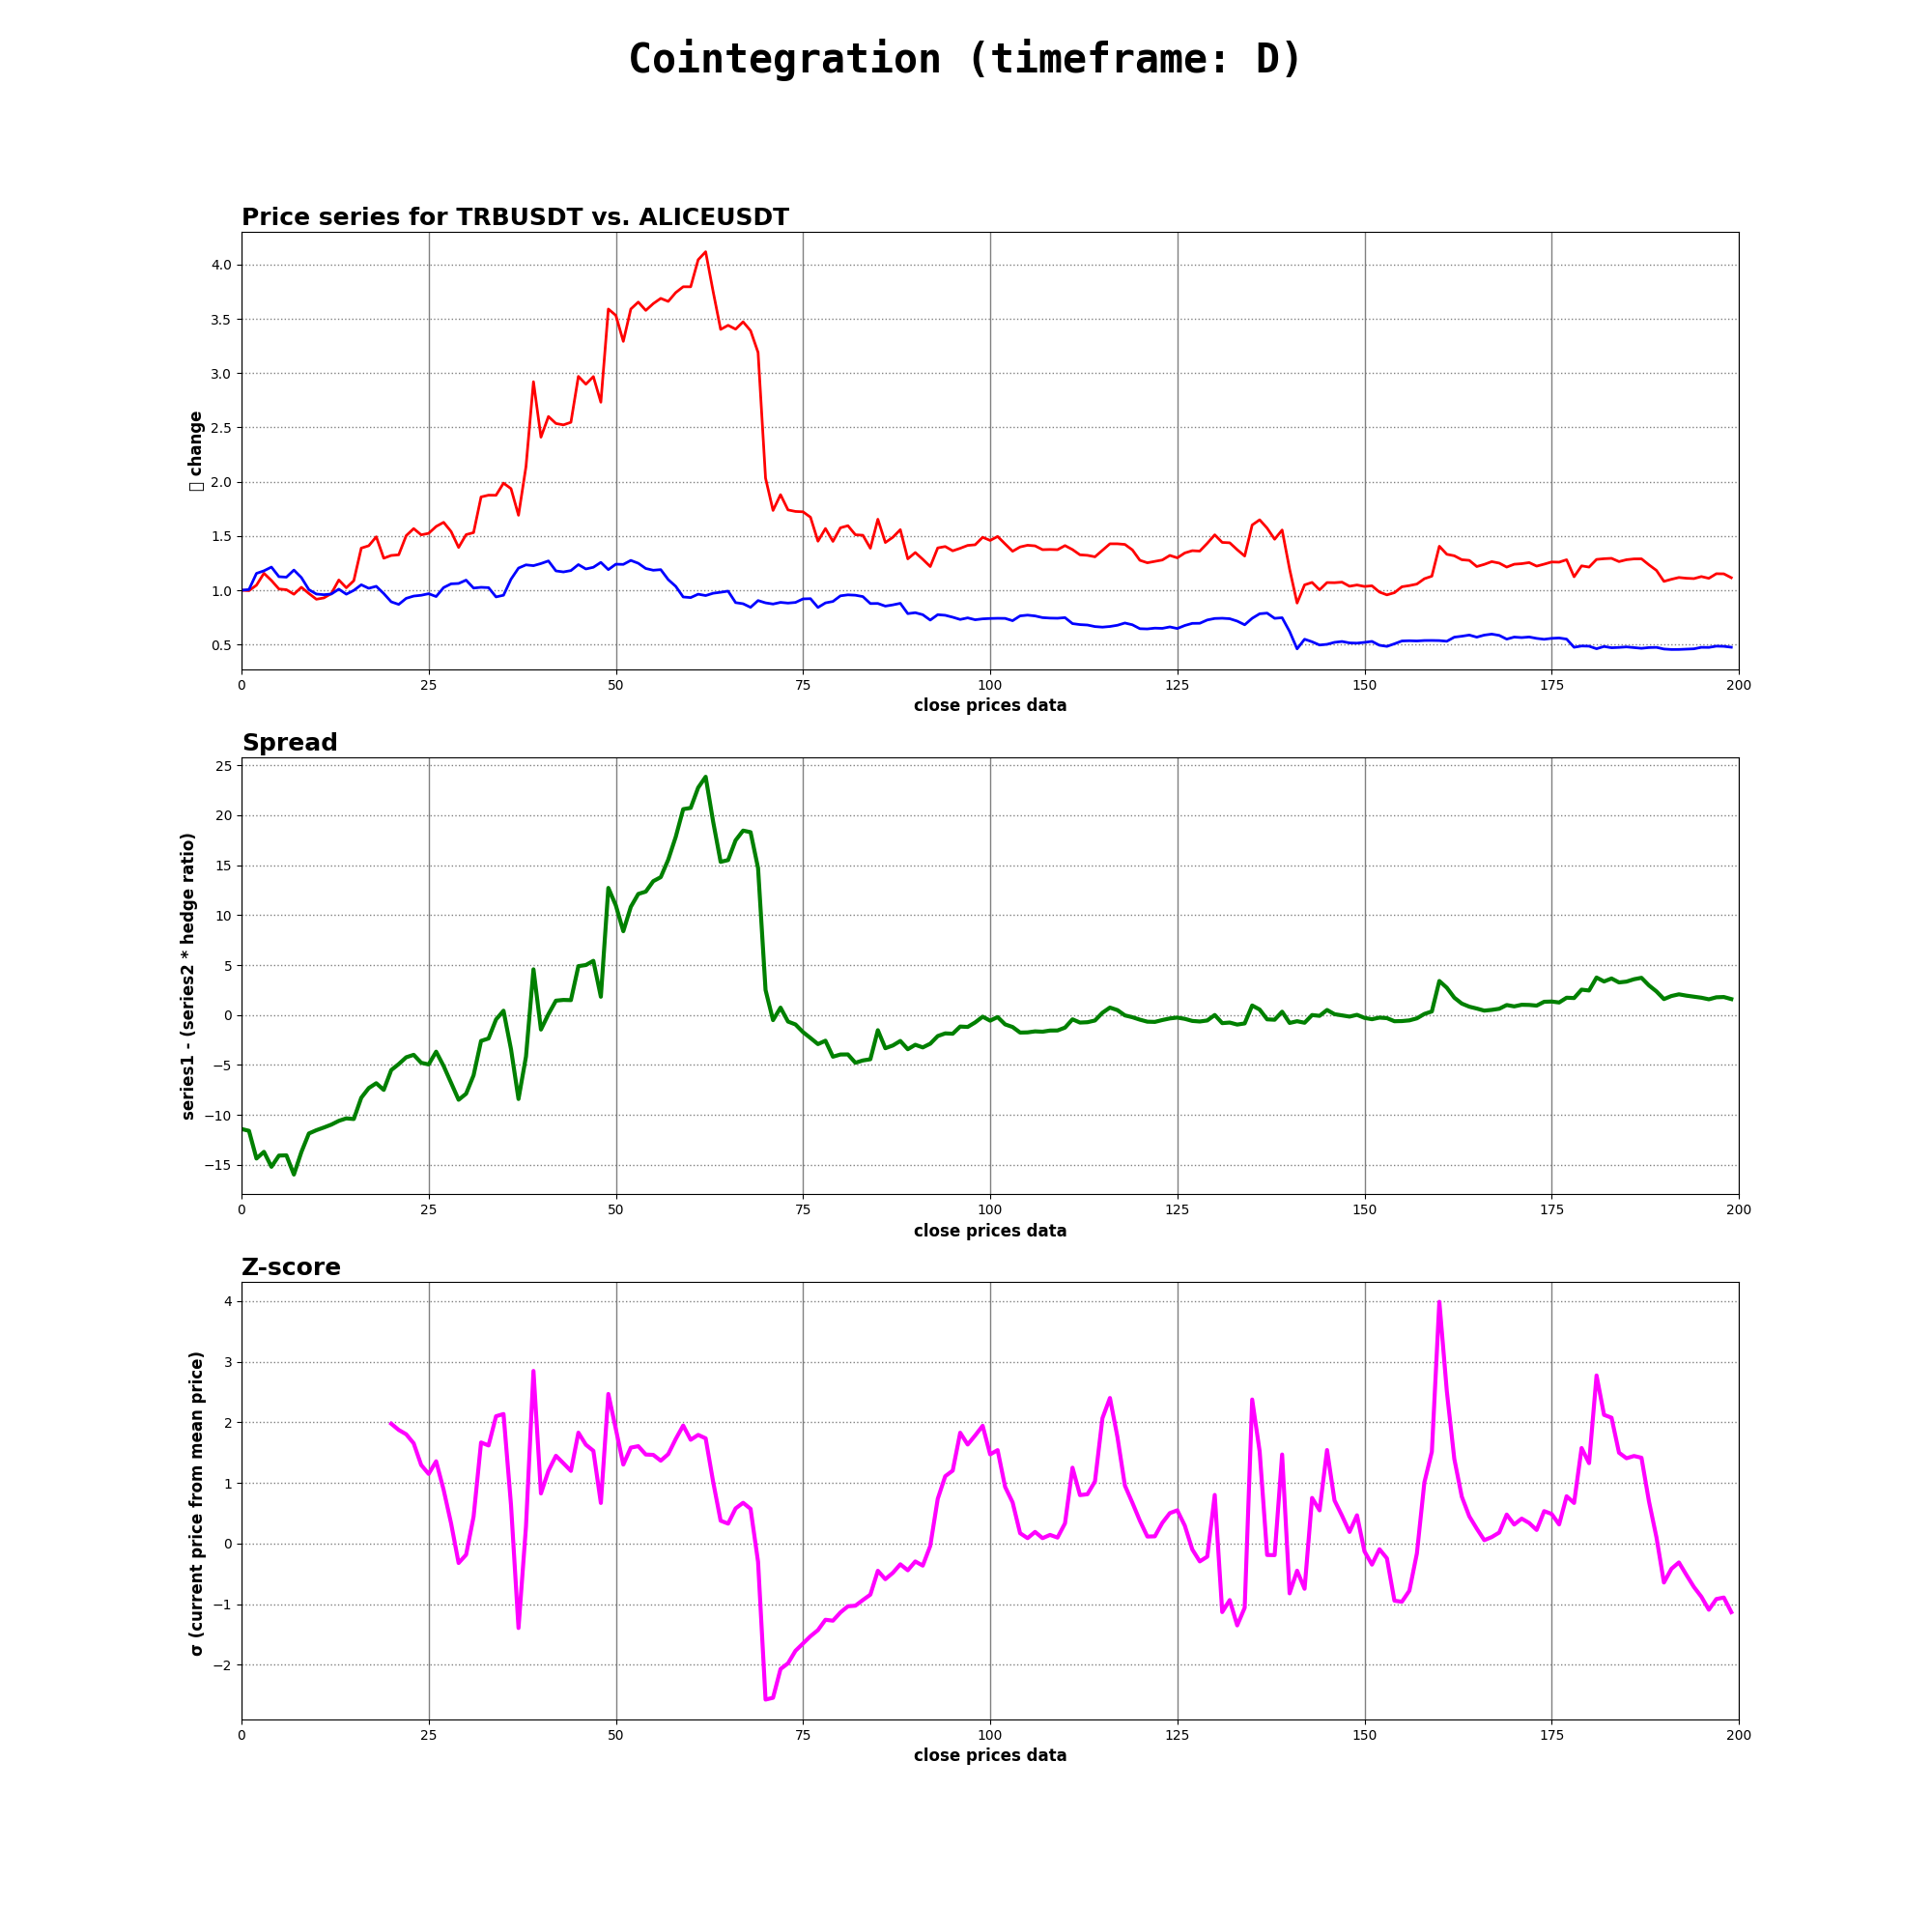 Cointegration (timeframe: D)
Price series for TRBUSDT vs. ALICEUSDT
4.0
3.5
3.0
2.5
2.0
1.5
1.0
0.5
change
0 25 50 75 100 125 150 175 200
close prices data
Spread
25
20
15
10
5
0
−5
−10
−15
series1 - (series2 * hedge ratio)
0 25 50 75 100 125 150 175 200
close prices data
Z-score
4
3
2
1
0
−1
−2
σ (current price from mean price)
0 25 50 75 100 125 150 175 200
close prices data